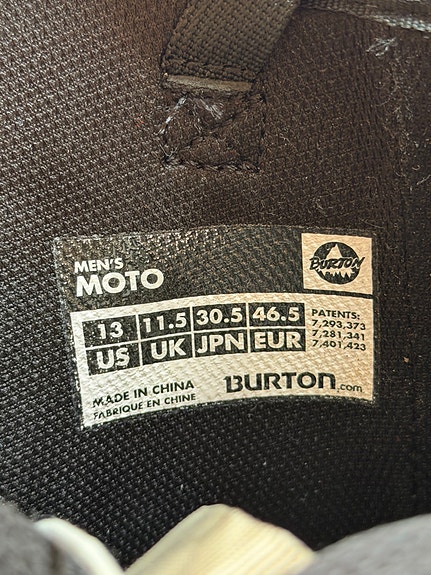 MEN'S
MOTO
BURTON
13 11.5 30.5 46.5
US UK JPN EUR
PATENTS:
7,293,373
7,281,341
7,401,423
MADE IN CHINA
FABRIQUE EN CHINE
BURTON.com